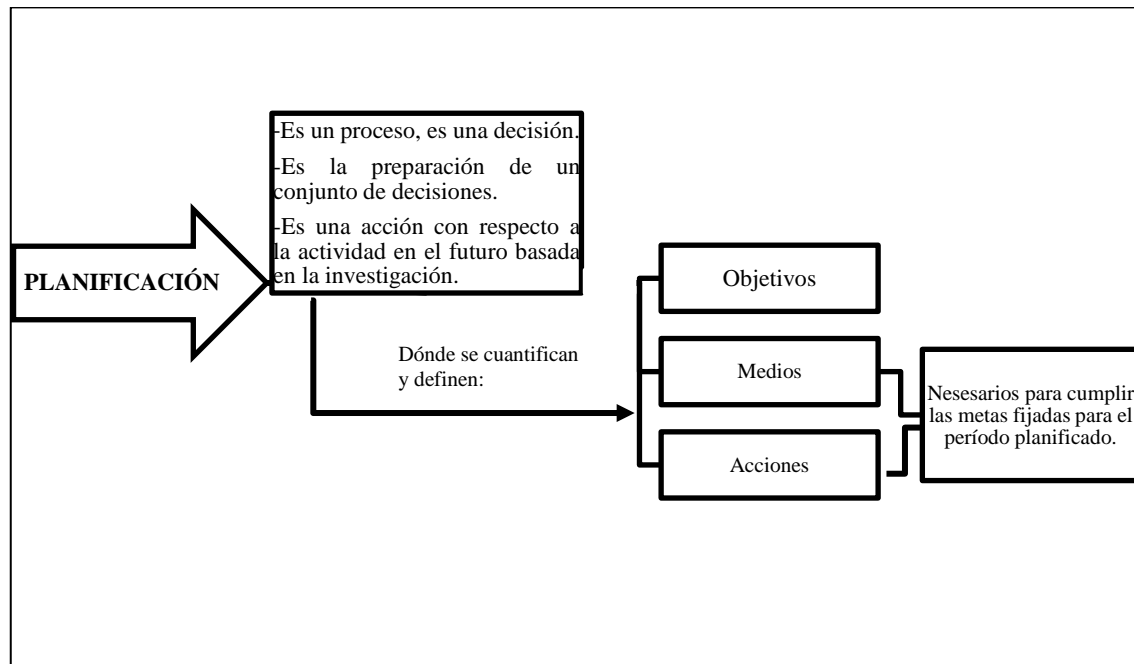 -Es un proceso, es una decisión.
-Es la preparación de un
conjunto de decisiones.
-Es una acción con respecto a
la actividad en el futuro basada
en la investigación.
PLANIFICACIÓN
Dónde se cuantifican
y definen:
Objetivos
Medios
Acciones
Nesesarios para cumplir
las metas fijadas para el
período planificado.